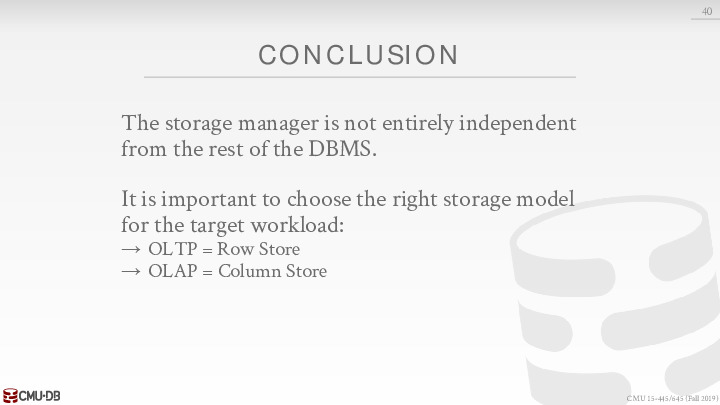 40
CONCLUSION
The storage manager is not entirely independent
from the rest of the DBMS.
It is important to choose the right storage model
for the target workload:
→ OLTP = Row Store
→ OLAP = Column Store
CMU·DB
CMU 15-445/645 (Fall 2019)